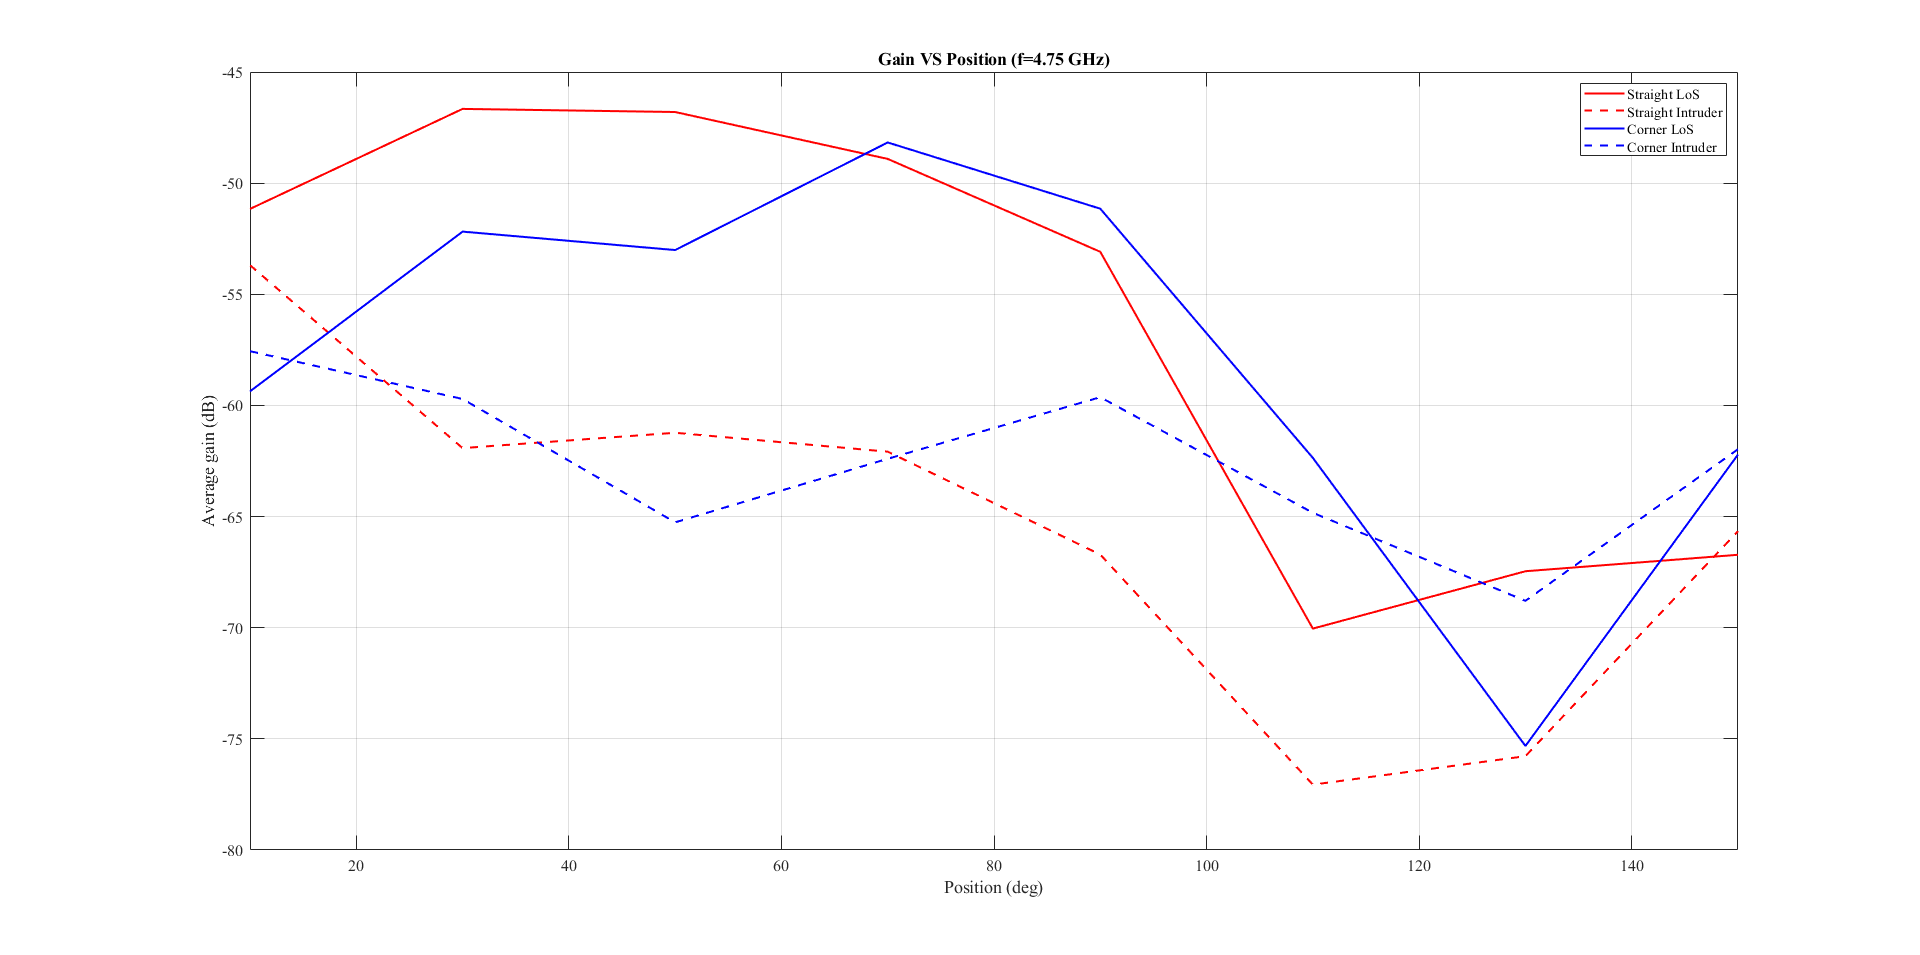 Gain VS Position (f=4.75 GHz)
-45
-50
-55
-60
-65
-70
-75
-80
Average gain (dB)
Straight LoS
Straight Intruder
Corner LoS
Corner Intruder
20
40
60
80
100
120
140
Position (deg)